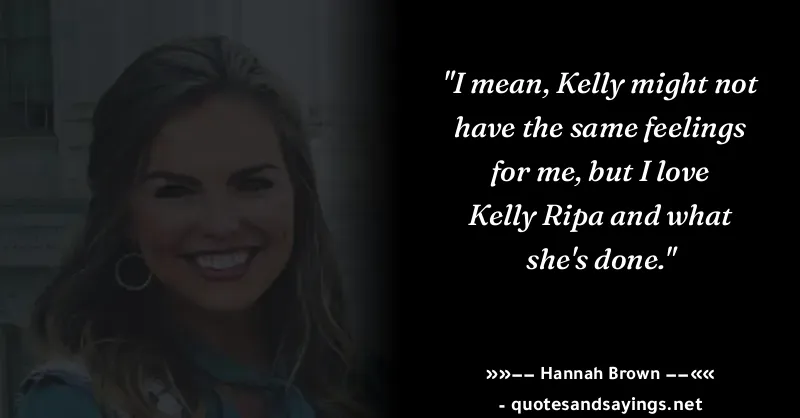 "I mean, Kelly might not
have the same feelings
for me, but I love
Kelly Ripa and what
she's done."
»»−− Hannah Brown −−««
- quotesandsayings.net